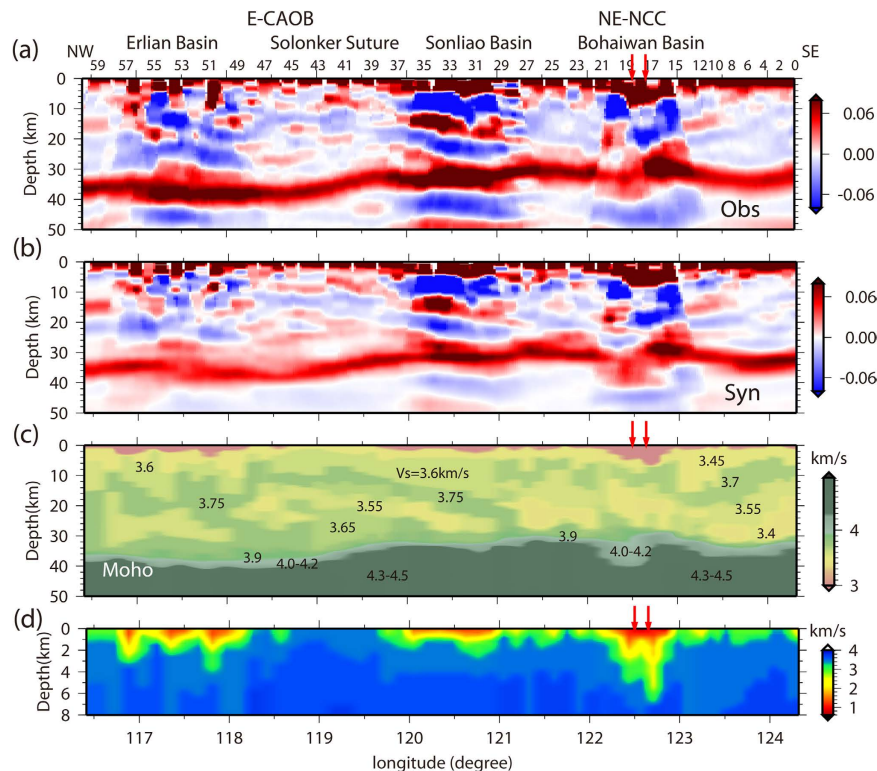 E-CAOB NE-NCC
(a) NW Erlian Basin Solonker Suture Sonliao Basin Bohaiwan Basin SE
59 57 55 53 51 49 47 45 43 41 39 37 35 33 31 29 27 25 23 21 19 17 15 1210 8 6 4 2 0
0
10
20
30
40
50
Depth (km)
Obs
0.06
0.00
-0.06
(b)
0
10
20
30
40
50
Depth (km)
Syn
0.06
0.00
-0.06
(c)
0
10
20
30
40
50
Depth(km)
3.6 Vs=3.6km/s 3.45
3.75 3.55 3.75 3.7
3.65 3.55
3.9 3.9 3.4
Moho 4.0-4.2 4.0-4.2
4.3-4.5 4.3-4.5
km/s
4
3
(d)
0
2
4
6
8
Depth(km)
km/s
4
3
2
1
117 118 119 120 121 122 123 124
longitude (degree)